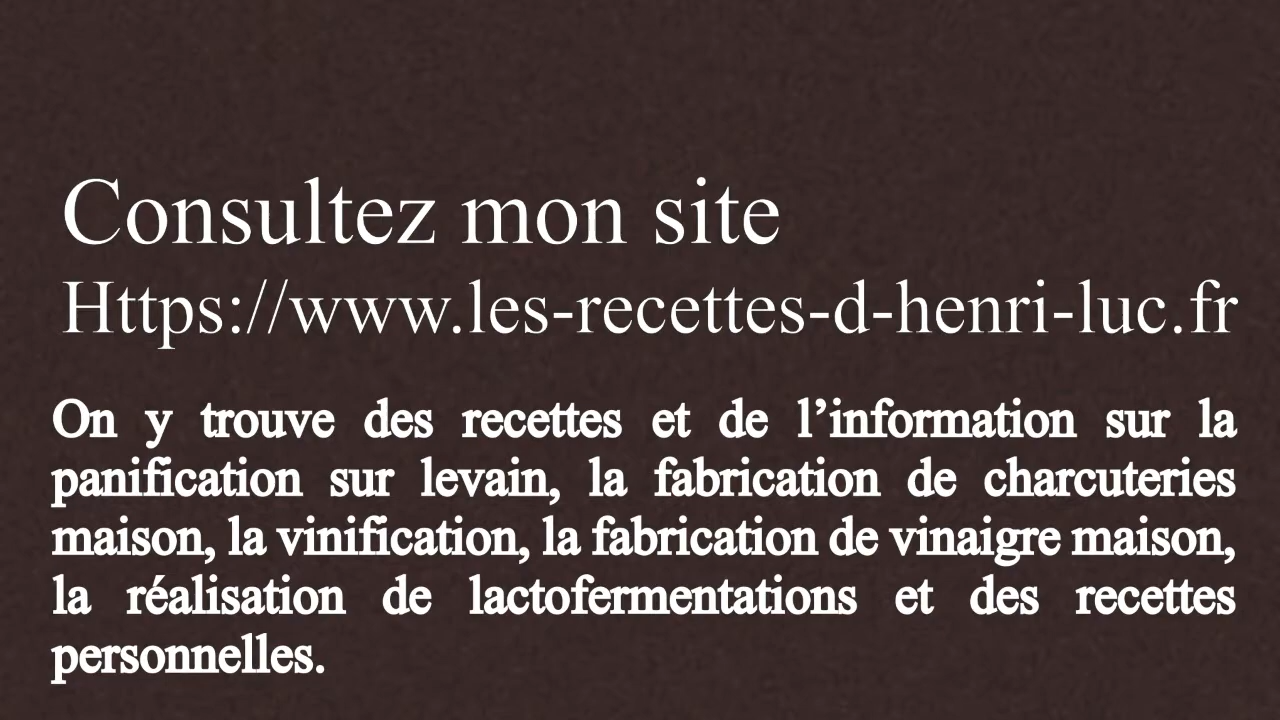 Consultez mon site
Https://www.les-recettes-d-henri-luc.fr
On y trouve des recettes et de l’information sur la
panification sur levain, la fabrication de charcuteries
maison, la vinification, la fabrication de vinaigre maison,
la réalisation de lactofermentations et des recettes
personnelles.